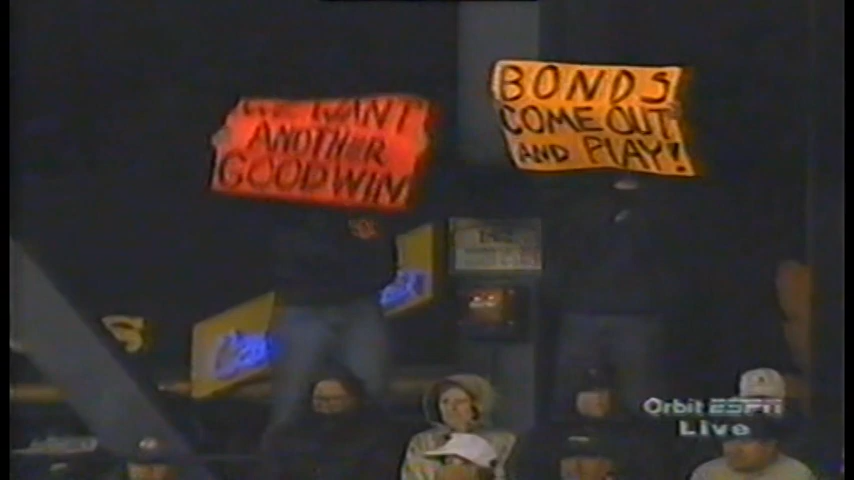 WE WANT
ANOTHER
GOODWIN
BONDS
COME OUT
AND PLAY!
Orbit ESPN
Live